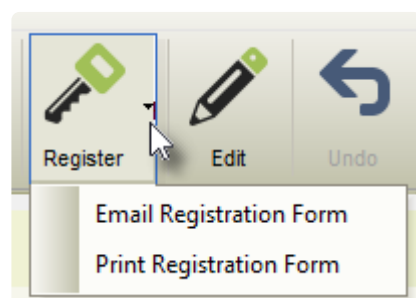 Register Edit Undo
Email Registration Form
Print Registration Form